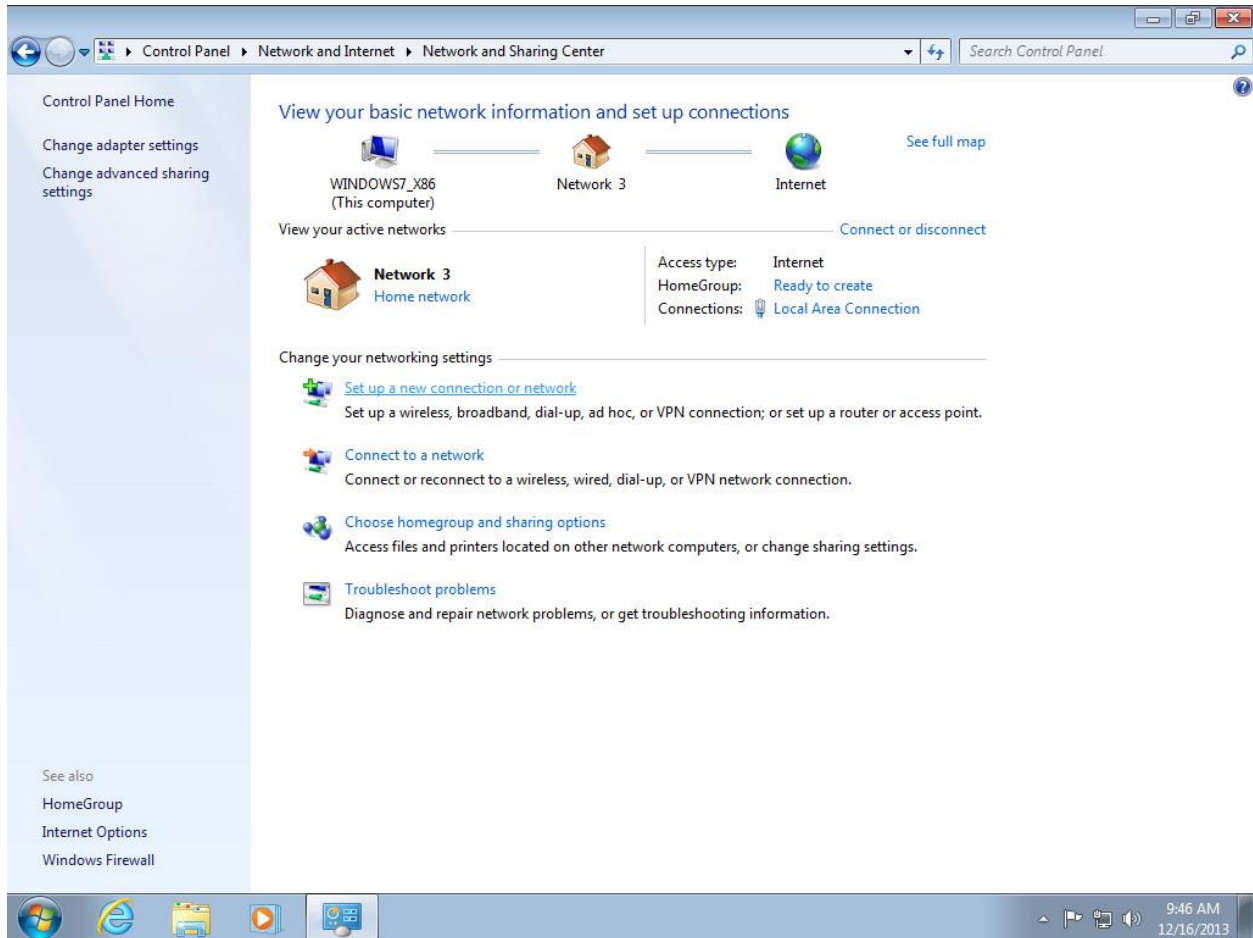 Control Panel ▸ Network and Internet ▸ Network and Sharing Center
Search Control Panel
Control Panel Home
Change adapter settings
Change advanced sharing
settings
View your basic network information and set up connections
See full map
WINDOWS7_X86
(This computer)
Network 3
Internet
View your active networks
Connect or disconnect
Network 3
Home network
Access type: Internet
HomeGroup: Ready to create
Connections: Local Area Connection
Change your networking settings
Set up a new connection or network
Set up a wireless, broadband, dial-up, ad hoc, or VPN connection; or set up a router or access point.
Connect to a network
Connect or reconnect to a wireless, wired, dial-up, or VPN network connection.
Choose homegroup and sharing options
Access files and printers located on other network computers, or change sharing settings.
Troubleshoot problems
Diagnose and repair network problems, or get troubleshooting information.
See also
HomeGroup
Internet Options
Windows Firewall
9:46 AM
12/16/2013